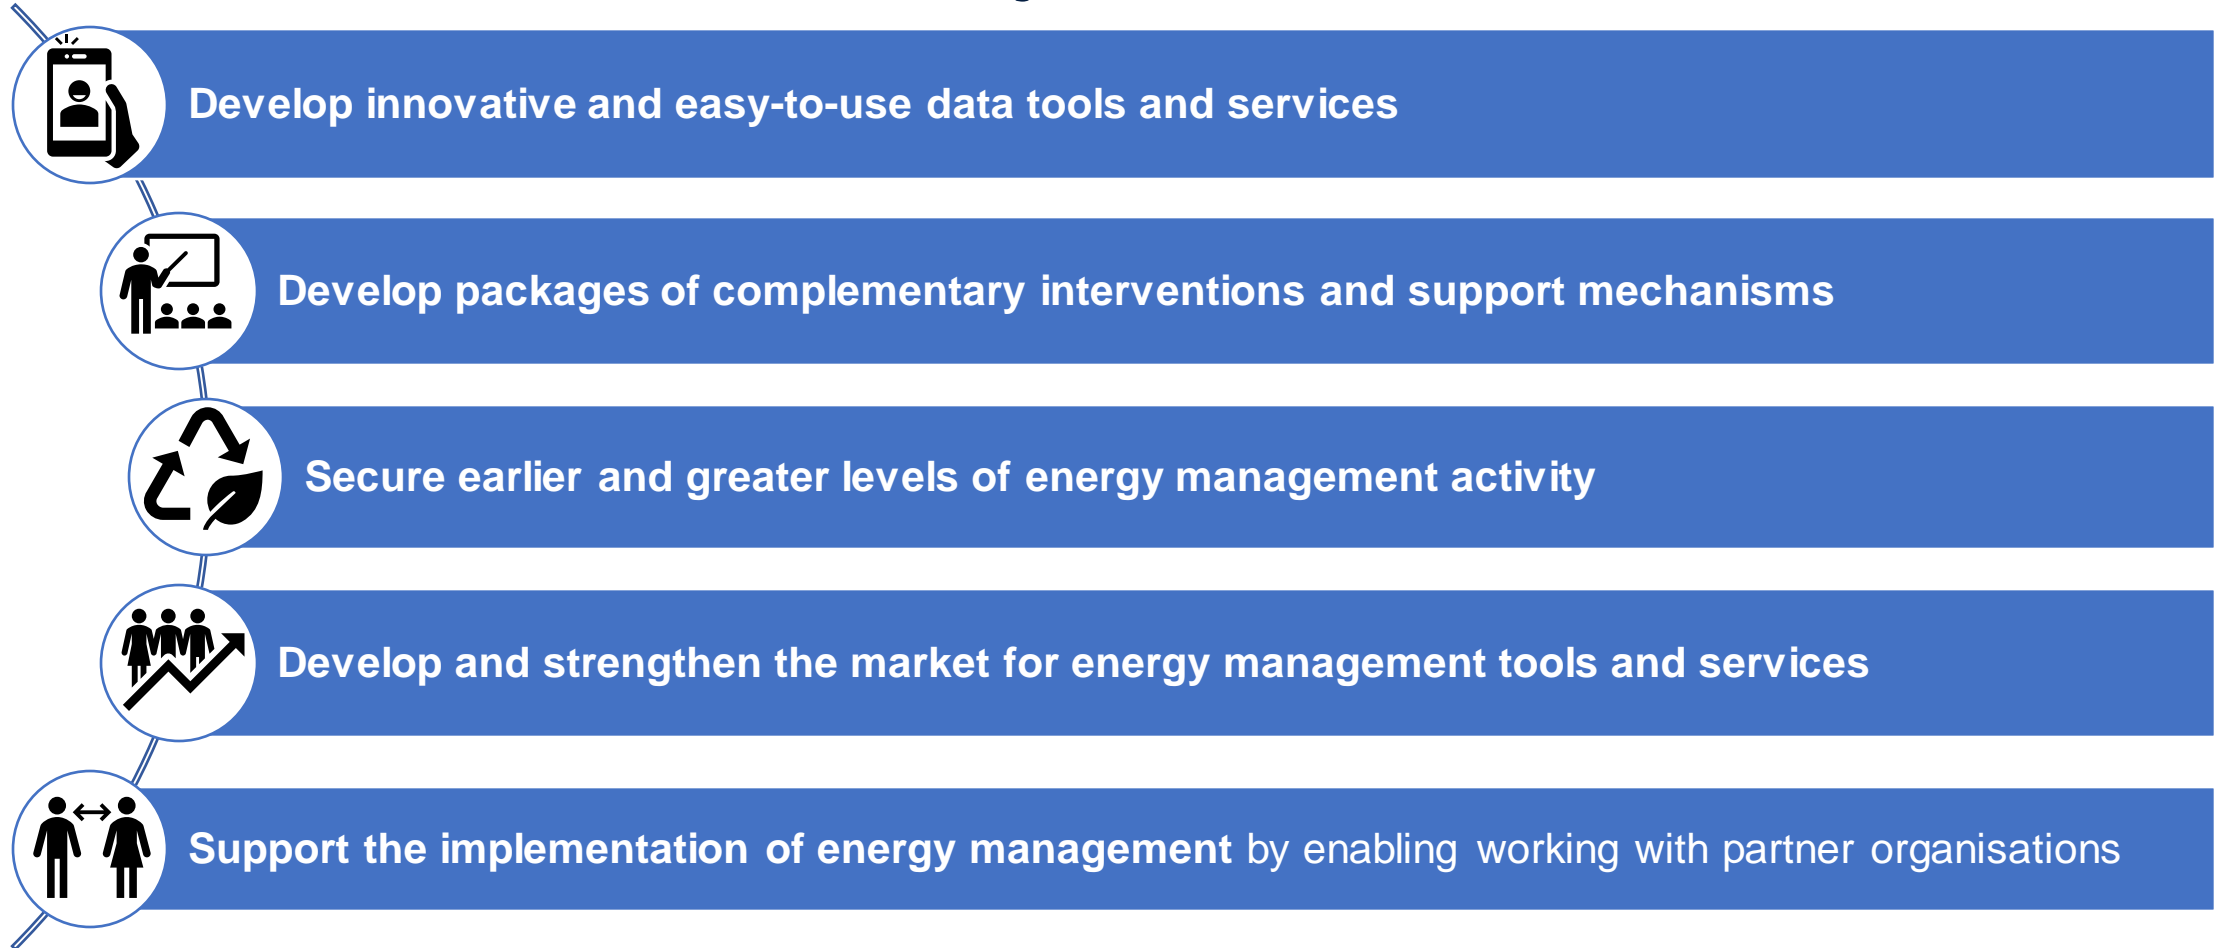 Develop innovative and easy-to-use data tools and services
Develop packages of complementary interventions and support mechanisms
Secure earlier and greater levels of energy management activity
Develop and strengthen the market for energy management tools and services
Support the implementation of energy management by enabling working with partner organisations